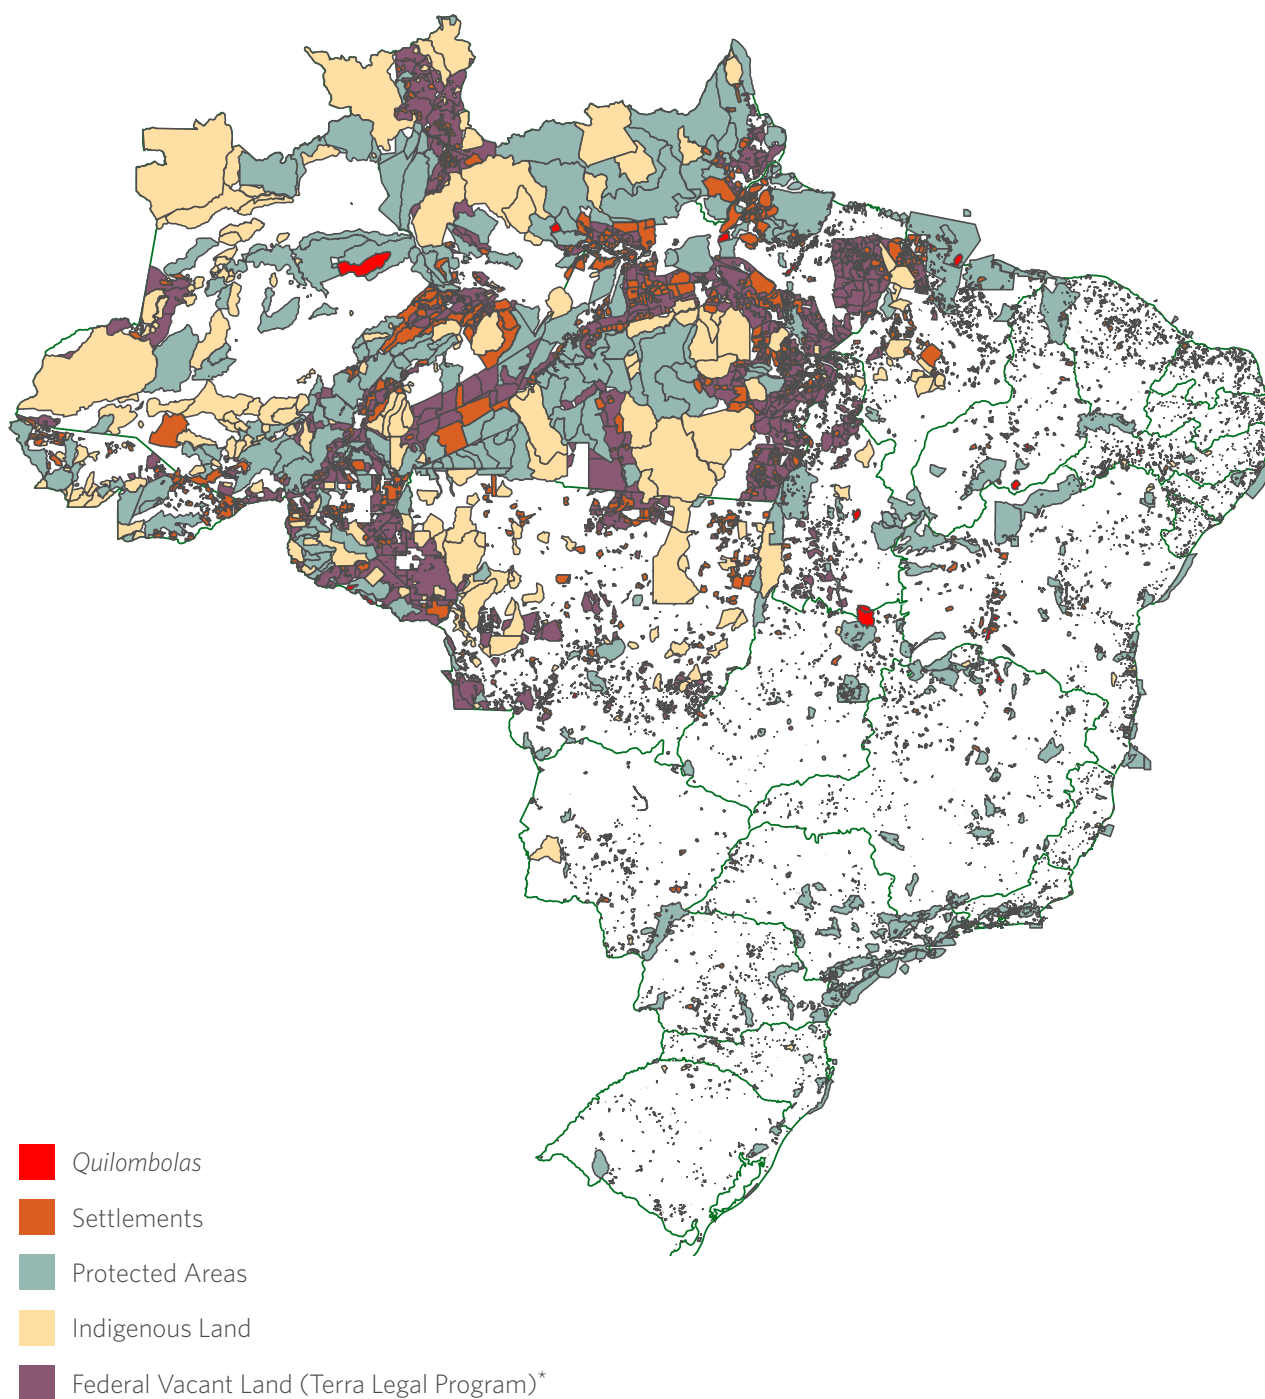 Quilombolas
Settlements
Protected Areas
Indigenous Land
Federal Vacant Land (Terra Legal Program)*